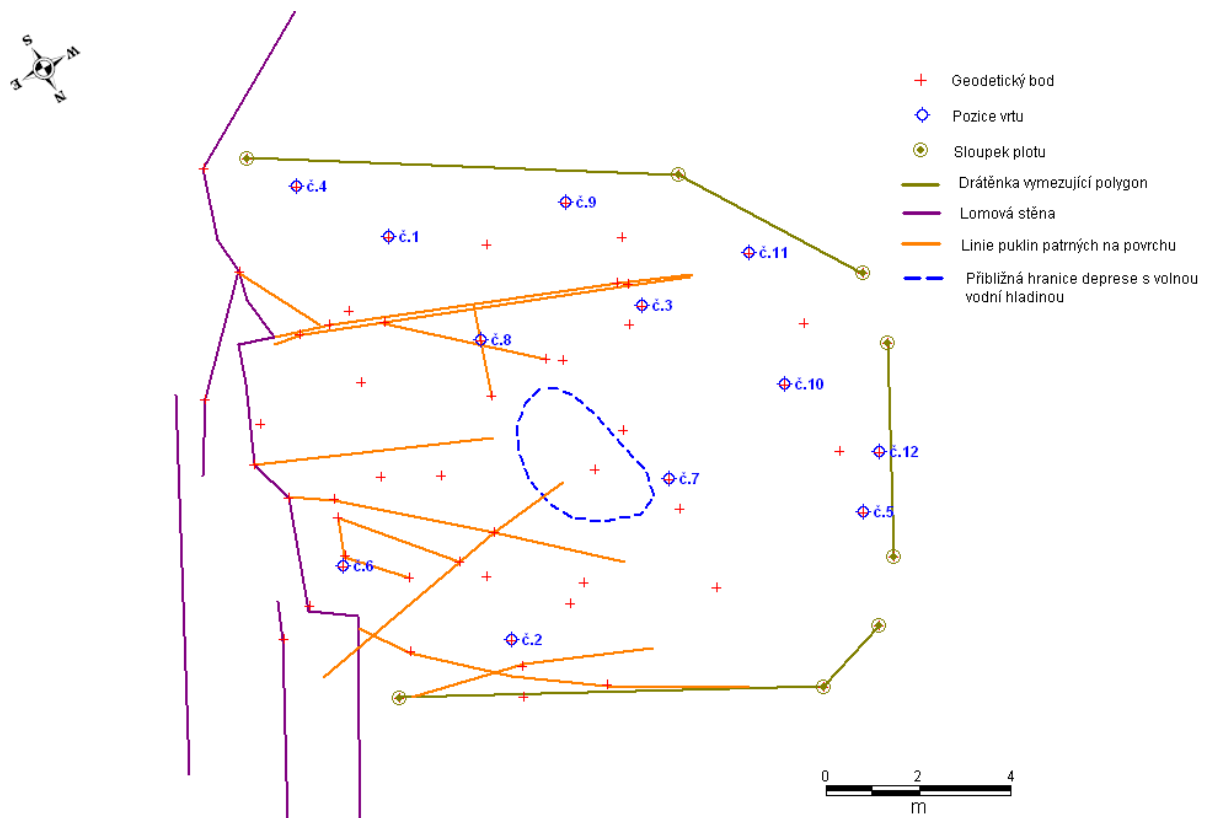 S
W
E
N
Geodetický bod
Pozice vrtu
Sloupek plotu
Drátěnka vymezující polygon
Lomová stěna
Linie puklin patrných na povrchu
Přibližná hranice deprese s volnou
vodní hladinou
č.4
č.9
č.1
č.11
č.3
č.8
č.10
č.12
č.7
č.5
č.6
č.2
0 2 4
m